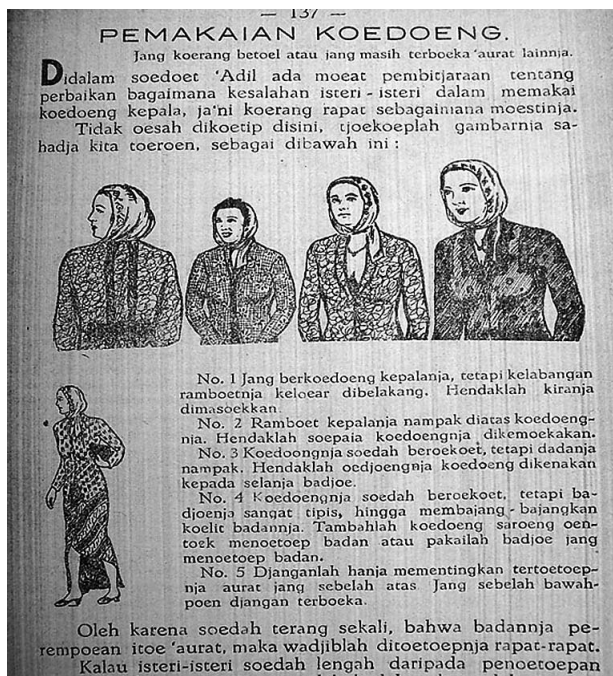 — 137 —
PEMAKAIAN KOEDOENG.
Jang koerang betoel atau jang masih terboeka 'aurat lainnja.
Didalam soedoet 'Adil ada moeat pembitjaraan tentang
perbaikan bagaimana kesalahan isteri - isteri dalam memakai
koedoeng kepala, ja'ni koerang rapat sebagaimana moestinja.
Tidak oesah dikoetip disini, tjoekoeplah gambarnja sa-
hadja kita toeroen, sebagai dibawah ini :
No. 1 Jang berkoedoeng kepalanja, tetapi kelabangan
ramboetnja keloear dibelakang. Hendaklah kiranja
dimasoekkan.
No. 2 Ramboet kepalanja nampak diatas koedoeng-
nja. Hendaklah soepaia koedoengnja dikemoekakan.
No. 3 Koedoongnja soedah beroekoet, tetapi dadanja
nampak. Hendaklah oedjoengnja koedoeng dikenakan
kepada selanja badjoe.
No. 4 Koedoengnja soedah beroekoet, tetapi ba-
djoenja sangat tipis, hingga membajang - bajangkan
koelit badannja. Tambahlah koedoeng saroeng oen-
toek menoetoep badan atau pakailah badjoe jang
menoetoep badan.
No. 5 Djanganlah hanja mementingkan tertoetoep-
nja aurat jang sebelah atas. Jang sebelah bawah-
poen djangan terboeka.
Oleh karena soedah terang sekali, bahwa badannja pe-
rempoean itoe 'aurat, maka wadjiblah ditoetoepnja rapat-rapat.
Kalau isteri-isteri soedah lengah daripada penoetoepan